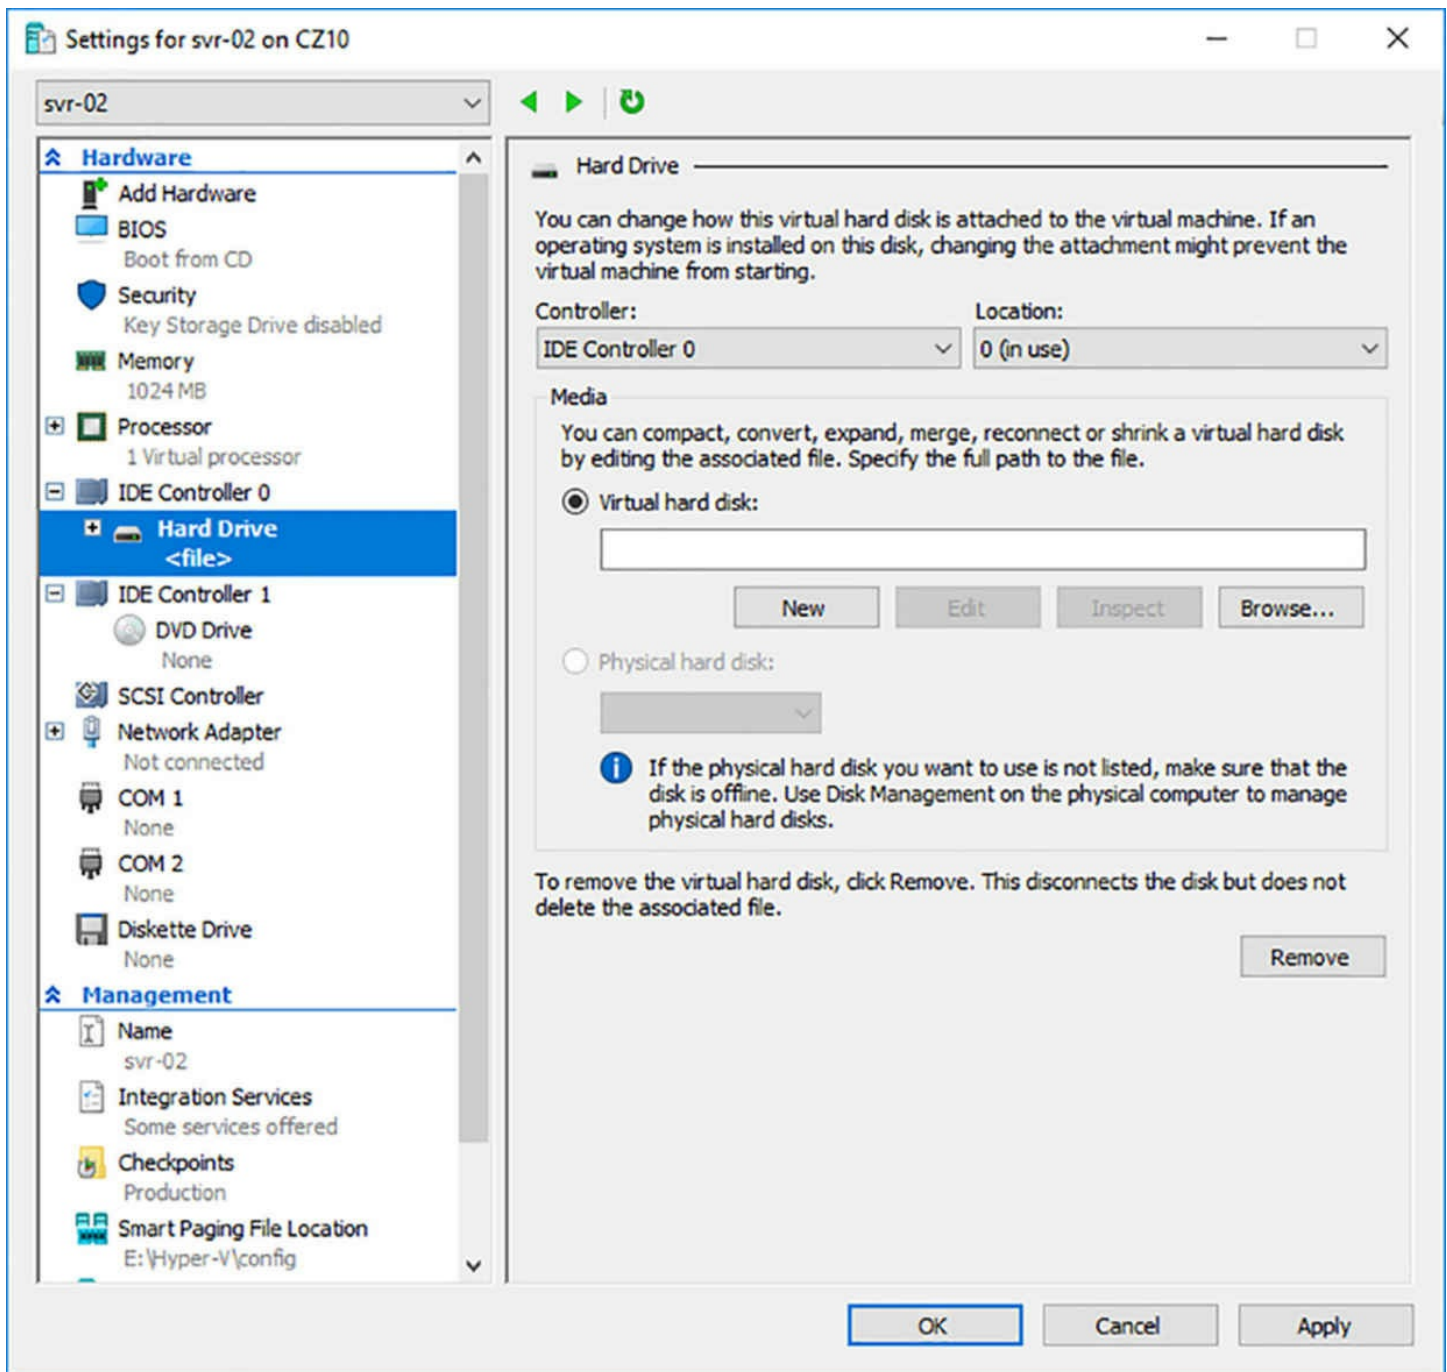 Settings for svr-02 on CZ10
svr-02
Hardware
Add Hardware
BIOS
Boot from CD
Security
Key Storage Drive disabled
Memory
1024 MB
Processor
1 Virtual processor
IDE Controller 0
Hard Drive
<file>
IDE Controller 1
DVD Drive
None
SCSI Controller
Network Adapter
Not connected
COM 1
None
COM 2
None
Diskette Drive
None
Management
Name
svr-02
Integration Services
Some services offered
Checkpoints
Production
Smart Paging File Location
E:\Hyper-V\config
Hard Drive
You can change how this virtual hard disk is attached to the virtual machine. If an
operating system is installed on this disk, changing the attachment might prevent the
virtual machine from starting.
Controller:
Location:
IDE Controller 0
0 (in use)
Media
You can compact, convert, expand, merge, reconnect or shrink a virtual hard disk
by editing the associated file. Specify the full path to the file.
Virtual hard disk:
New
Edit
Inspect
Browse...
Physical hard disk:
If the physical hard disk you want to use is not listed, make sure that the
disk is offline. Use Disk Management on the physical computer to manage
physical hard disks.
To remove the virtual hard disk, click Remove. This disconnects the disk but does not
delete the associated file.
Remove
OK
Cancel
Apply